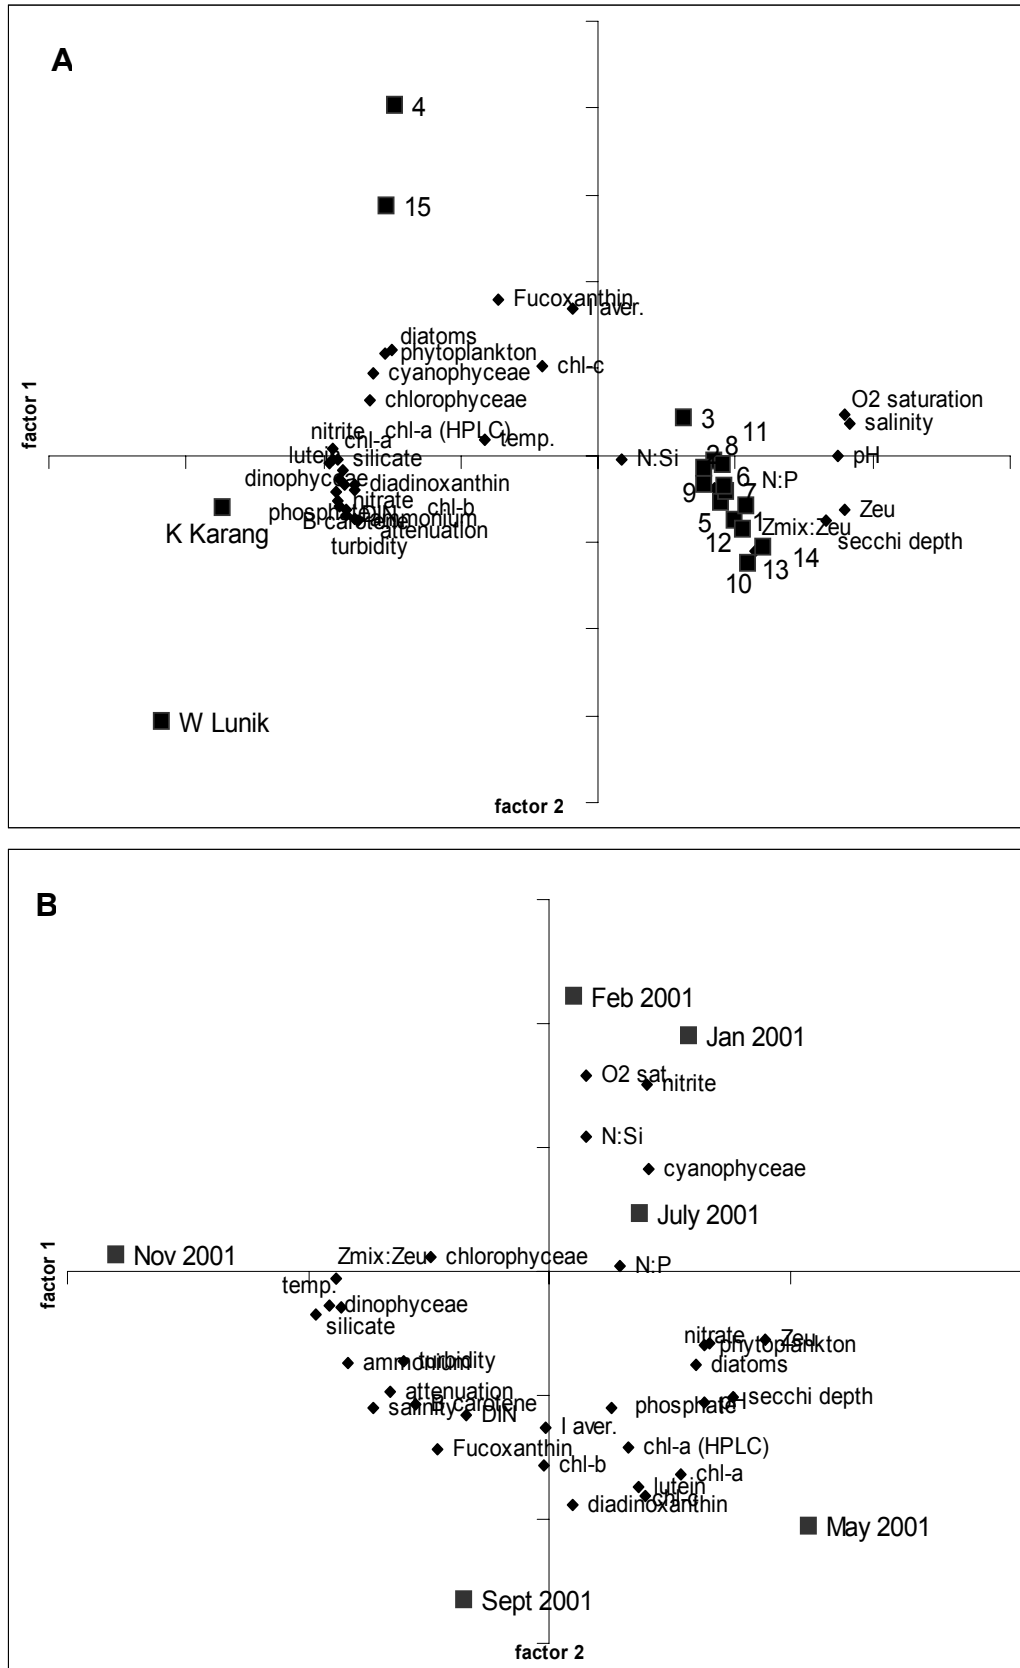 A
4
15
Fucoxanthin
I aver.
diatoms
phytoplankton
chl-c
cyanophyceae
chlorophyceae
O2 saturation
salinity
factor 1
nitrite
chl-a (HPLC)
temp.
chl-a
lutein
silicate
3
11
8
2
N:Si
pH
dinophyceae
diadinoxanthin
6
N:P
9
7
nitrate
phosphate
DIN
chl-b
B carotene
ammonium
attenuation
turbidity
K Karang
5
1
Zeu
12
Zmix:Zeu
secchi depth
14
13
10
W Lunik
factor 2
B
Feb 2001
Jan 2001
O2 sat.
nitrite
N:Si
cyanophyceae
July 2001
Nov 2001
Zmix:Zeu
chlorophyceae
N:P
factor 1
temp.
dinophyceae
silicate
nitrate
Zeu
phytoplankton
ammonium
turbidity
diatoms
attenuation
secchi depth
B carotene
pH
salinity
DIN
phosphate
I aver.
Fucoxanthin
chl-a (HPLC)
chl-b
chl-a
lutein
chl-c
diadinoxanthin
May 2001
Sept 2001
factor 2